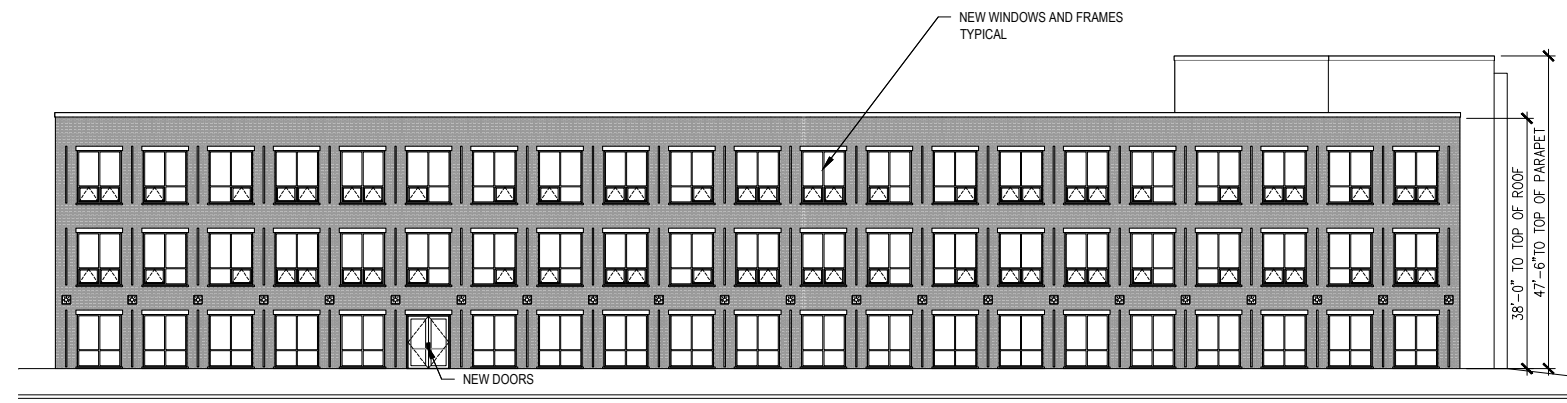 NEW WINDOWS AND FRAMES
TYPICAL
38'-0" TO TOP OF ROOF
47'-6" TO TOP OF PARAPET
NEW DOORS